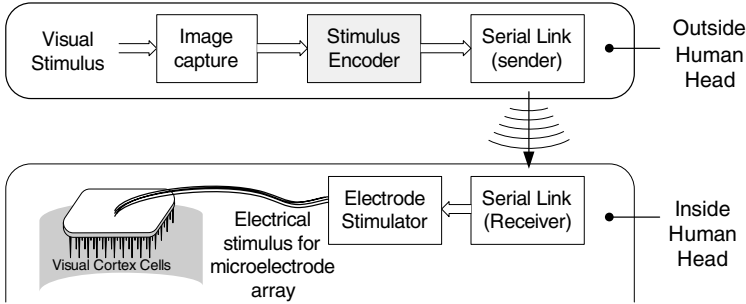 Visual
Stimulus
Image
capture
Stimulus
Encoder
Serial Link
(sender)
Outside
Human
Head
Visual Cortex Cells
Electrical
stimulus for
microelectrode
array
Electrode
Stimulator
Serial Link
(Receiver)
Inside
Human
Head